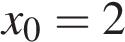 x₀ = 2